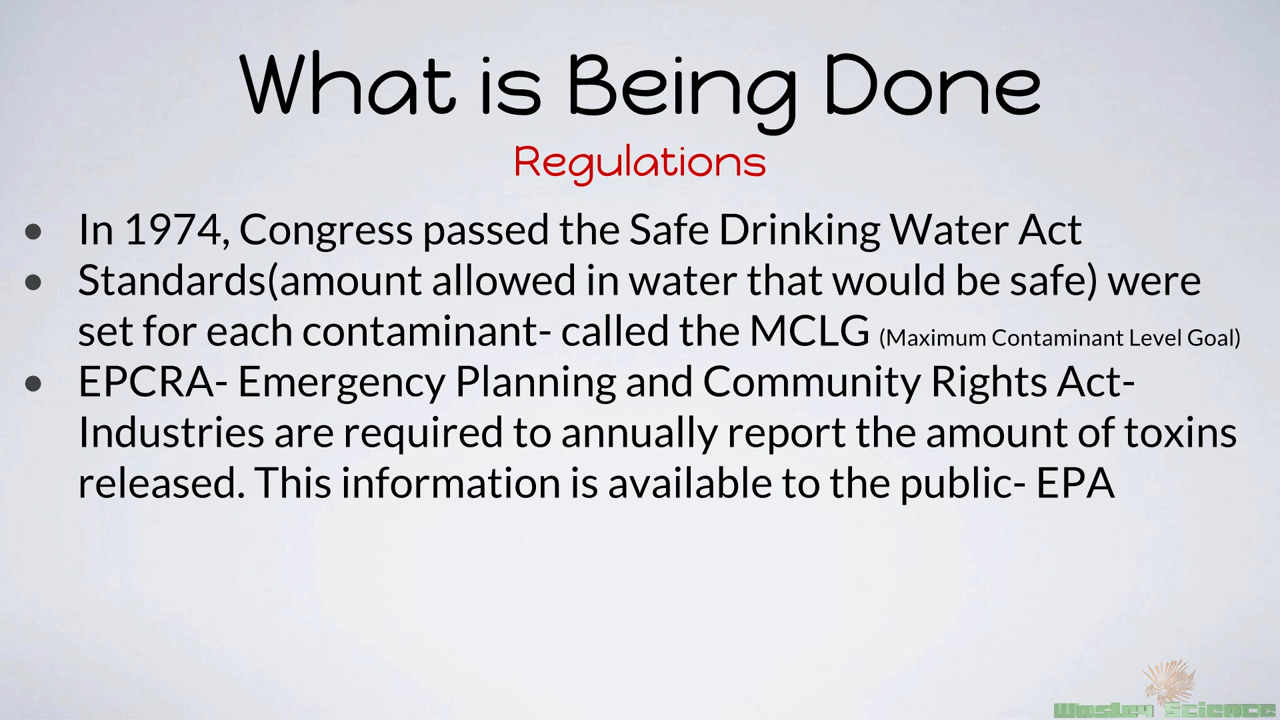 What is Being Done
Regulations
● In 1974, Congress passed the Safe Drinking Water Act
● Standards(amount allowed in water that would be safe) were
set for each contaminant- called the MCLG (Maximum Contaminant Level Goal)
● EPCRA- Emergency Planning and Community Rights Act-
Industries are required to annually report the amount of toxins
released. This information is available to the public- EPA
Wosley Science